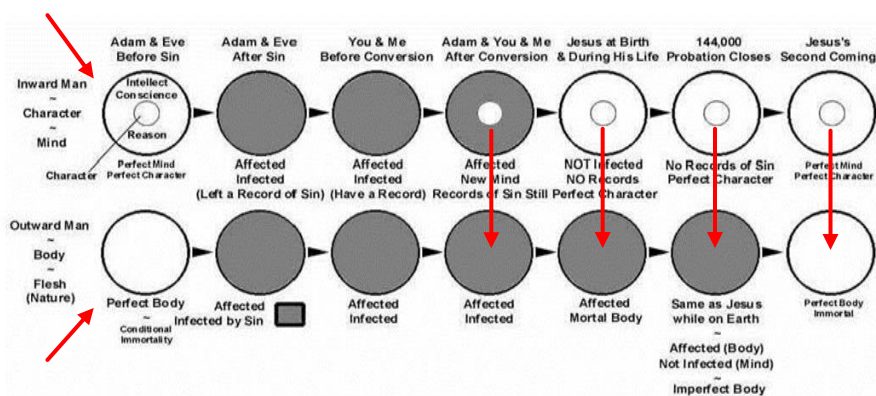 Adam & Eve
Before Sin
Adam & Eve
After Sin
You & Me
Before Conversion
Adam & You & Me
After Conversion
Jesus at Birth
& During His Life
144,000
Probation Closes
Jesus's
Second Coming
Inward Man
~
Character
~
Mind
Intellect
Conscience
Reason
Character
Perfect Mind
Perfect Character
Affected
Infected
(Left a Record of Sin)
Affected
Infected
(Have a Record)
Affected
New Mind
Records of Sin Still
NOT Infected
NO Records
Perfect Character
No Records of Sin
Perfect Character
Perfect Mind
Perfect Character
Outward Man
~
Body
~
Flesh
(Nature)
Perfect Body
~
Conditional
Immortality
Affected
Infected by Sin
Affected
Infected
Affected
Infected
Affected
Mortal Body
Same as Jesus
while on Earth
~
Affected (Body)
Not Infected (Mind)
~
Imperfect Body
Perfect Body
Immortal